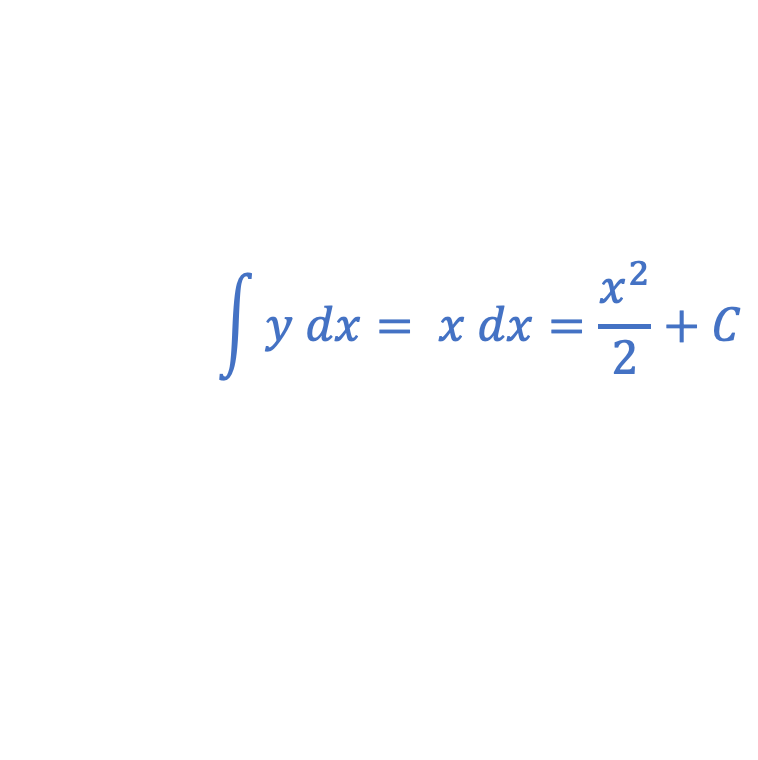 ∫ y dx = x dx = x²/2 + C